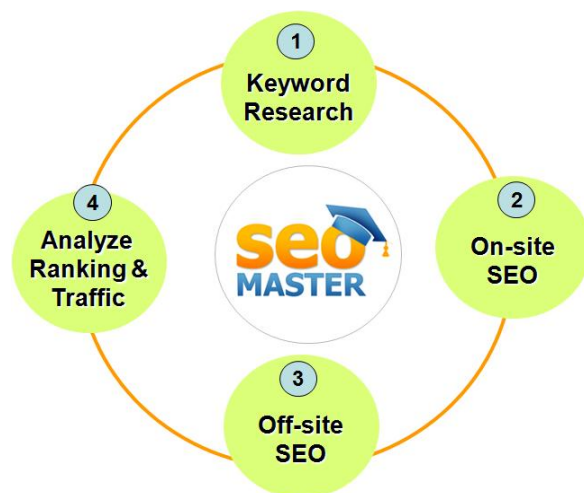 1
Keyword
Research
2
On-site
SEO
3
Off-site
SEO
4
Analyze
Ranking &
Traffic
seo
MASTER